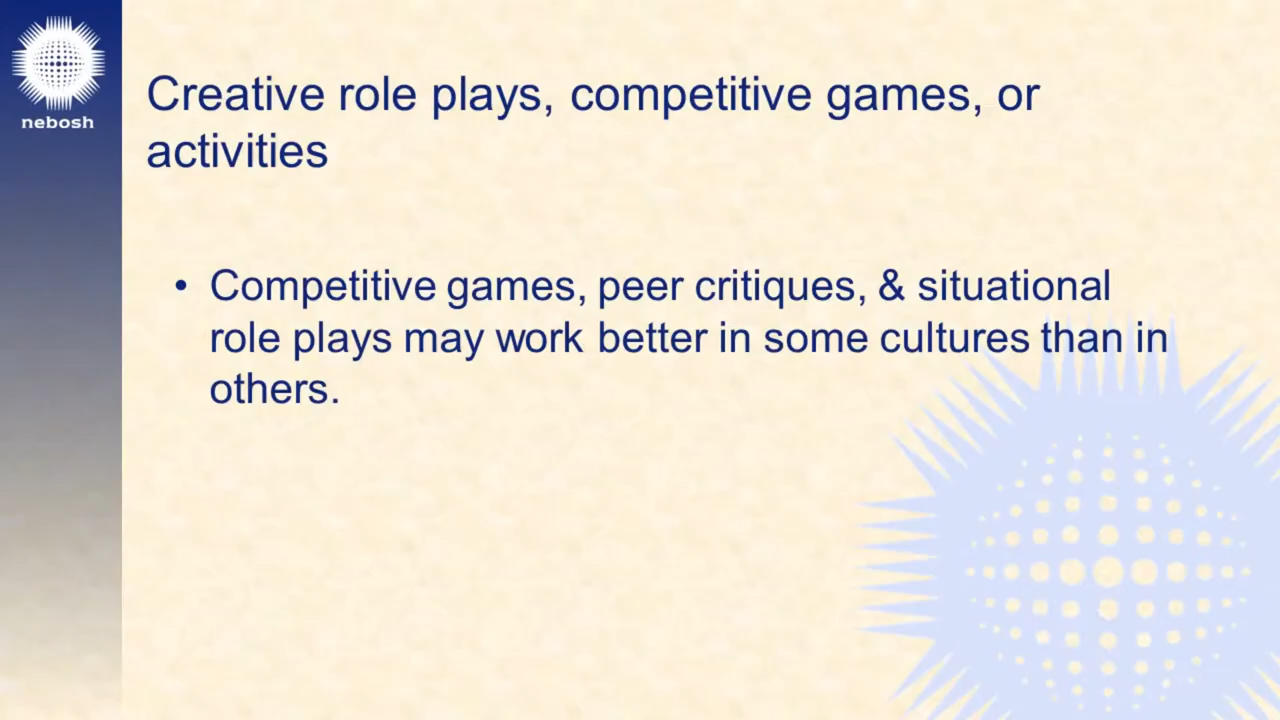 nebosh
Creative role plays, competitive games, or
activities
• Competitive games, peer critiques, & situational
role plays may work better in some cultures than in
others.